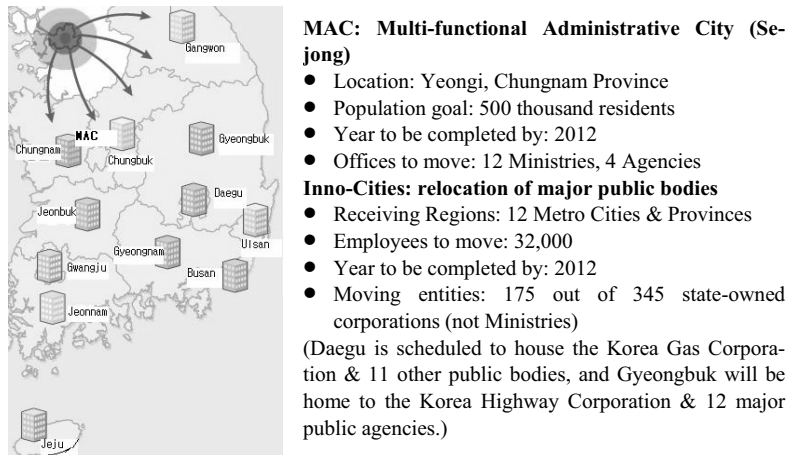 Gangwon
MAC
Chungnam
Chungbuk
Gyeongbuk
Daegu
Jeonbuk
Ulsan
Gyeongnam
Gwangju
Busan
Jeonnam
Jeju
MAC: Multi-functional Administrative City (Se-
jong)
● Location: Yeongi, Chungnam Province
● Population goal: 500 thousand residents
● Year to be completed by: 2012
● Offices to move: 12 Ministries, 4 Agencies
Inno-Cities: relocation of major public bodies
● Receiving Regions: 12 Metro Cities & Provinces
● Employees to move: 32,000
● Year to be completed by: 2012
● Moving entities: 175 out of 345 state-owned
corporations (not Ministries)
(Daegu is scheduled to house the Korea Gas Corpora-
tion & 11 other public bodies, and Gyeongbuk will be
home to the Korea Highway Corporation & 12 major
public agencies.)